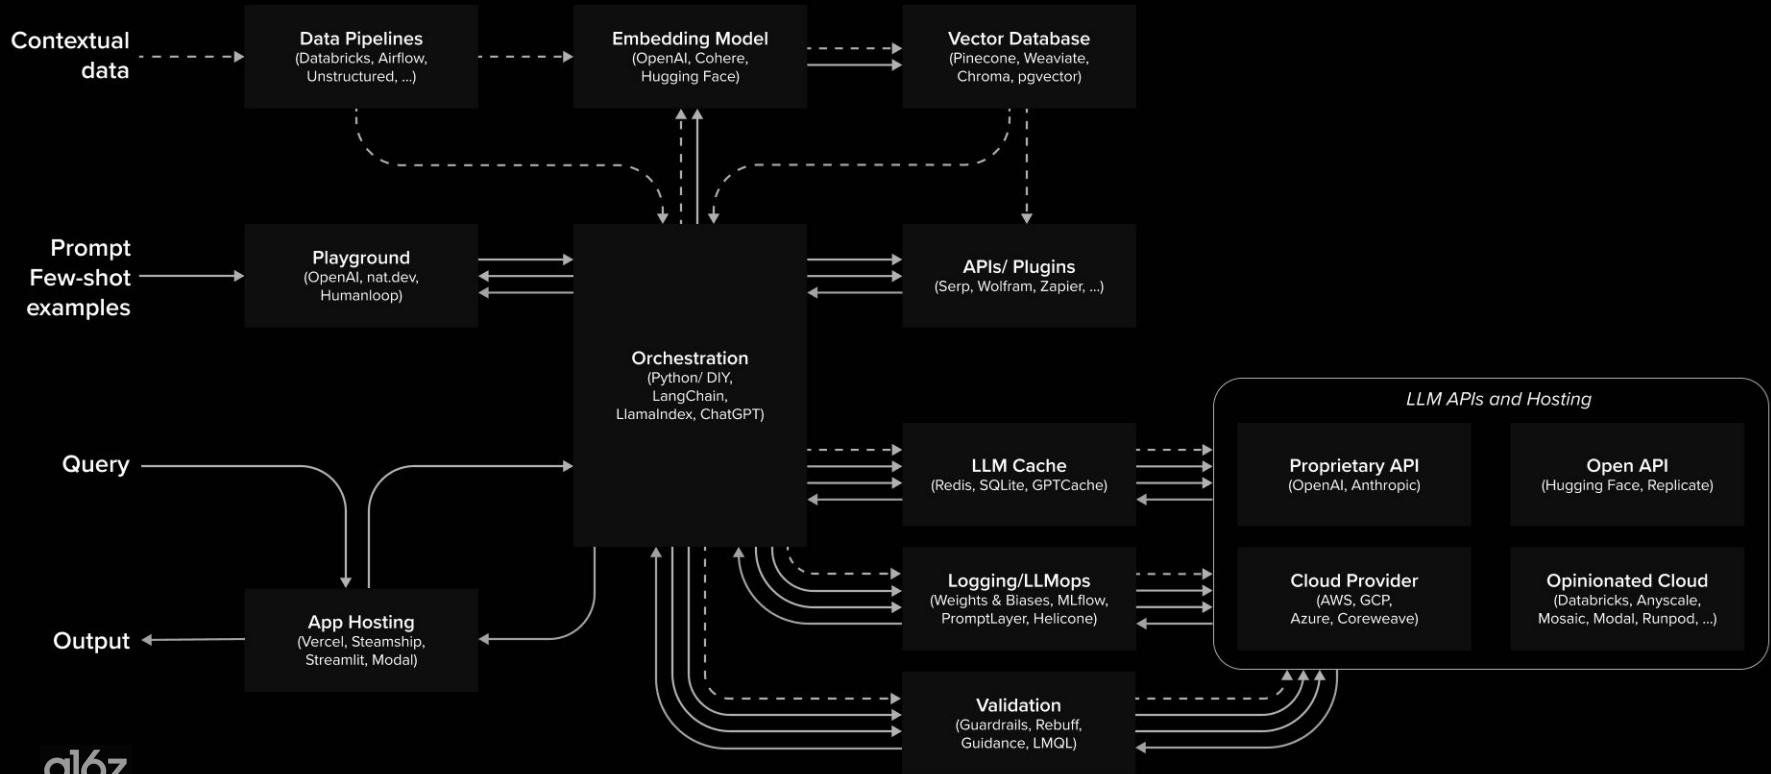 Contextual
data
Data Pipelines
(Databricks, Airflow,
Unstructured, ...)
Embedding Model
(OpenAI, Cohere,
Hugging Face)
Vector Database
(Pinecone, Weaviate,
Chroma, pgvector)
Prompt
Few-shot
examples
Playground
(OpenAI, nat.dev,
Humanloop)
Orchestration
(Python/ DIY,
LangChain,
LlamaIndex, ChatGPT)
APIs/ Plugins
(Serp, Wolfram, Zapier, ...)
Query
LLM Cache
(Redis, SQLite, GPTCache)
LLM APIs and Hosting
Proprietary API
(OpenAI, Anthropic)
Open API
(Hugging Face, Replicate)
Logging/LLMops
(Weights & Biases, MLflow,
PromptLayer, Helicone)
Cloud Provider
(AWS, GCP,
Azure, Coreweave)
Opinionated Cloud
(Databricks, Anyscale,
Mosaic, Modal, Runpod, ...)
Output
App Hosting
(Vercel, Steamship,
Streamlit, Modal)
Validation
(Guardrails, Rebuff,
Guidance, LMQL)
a16z